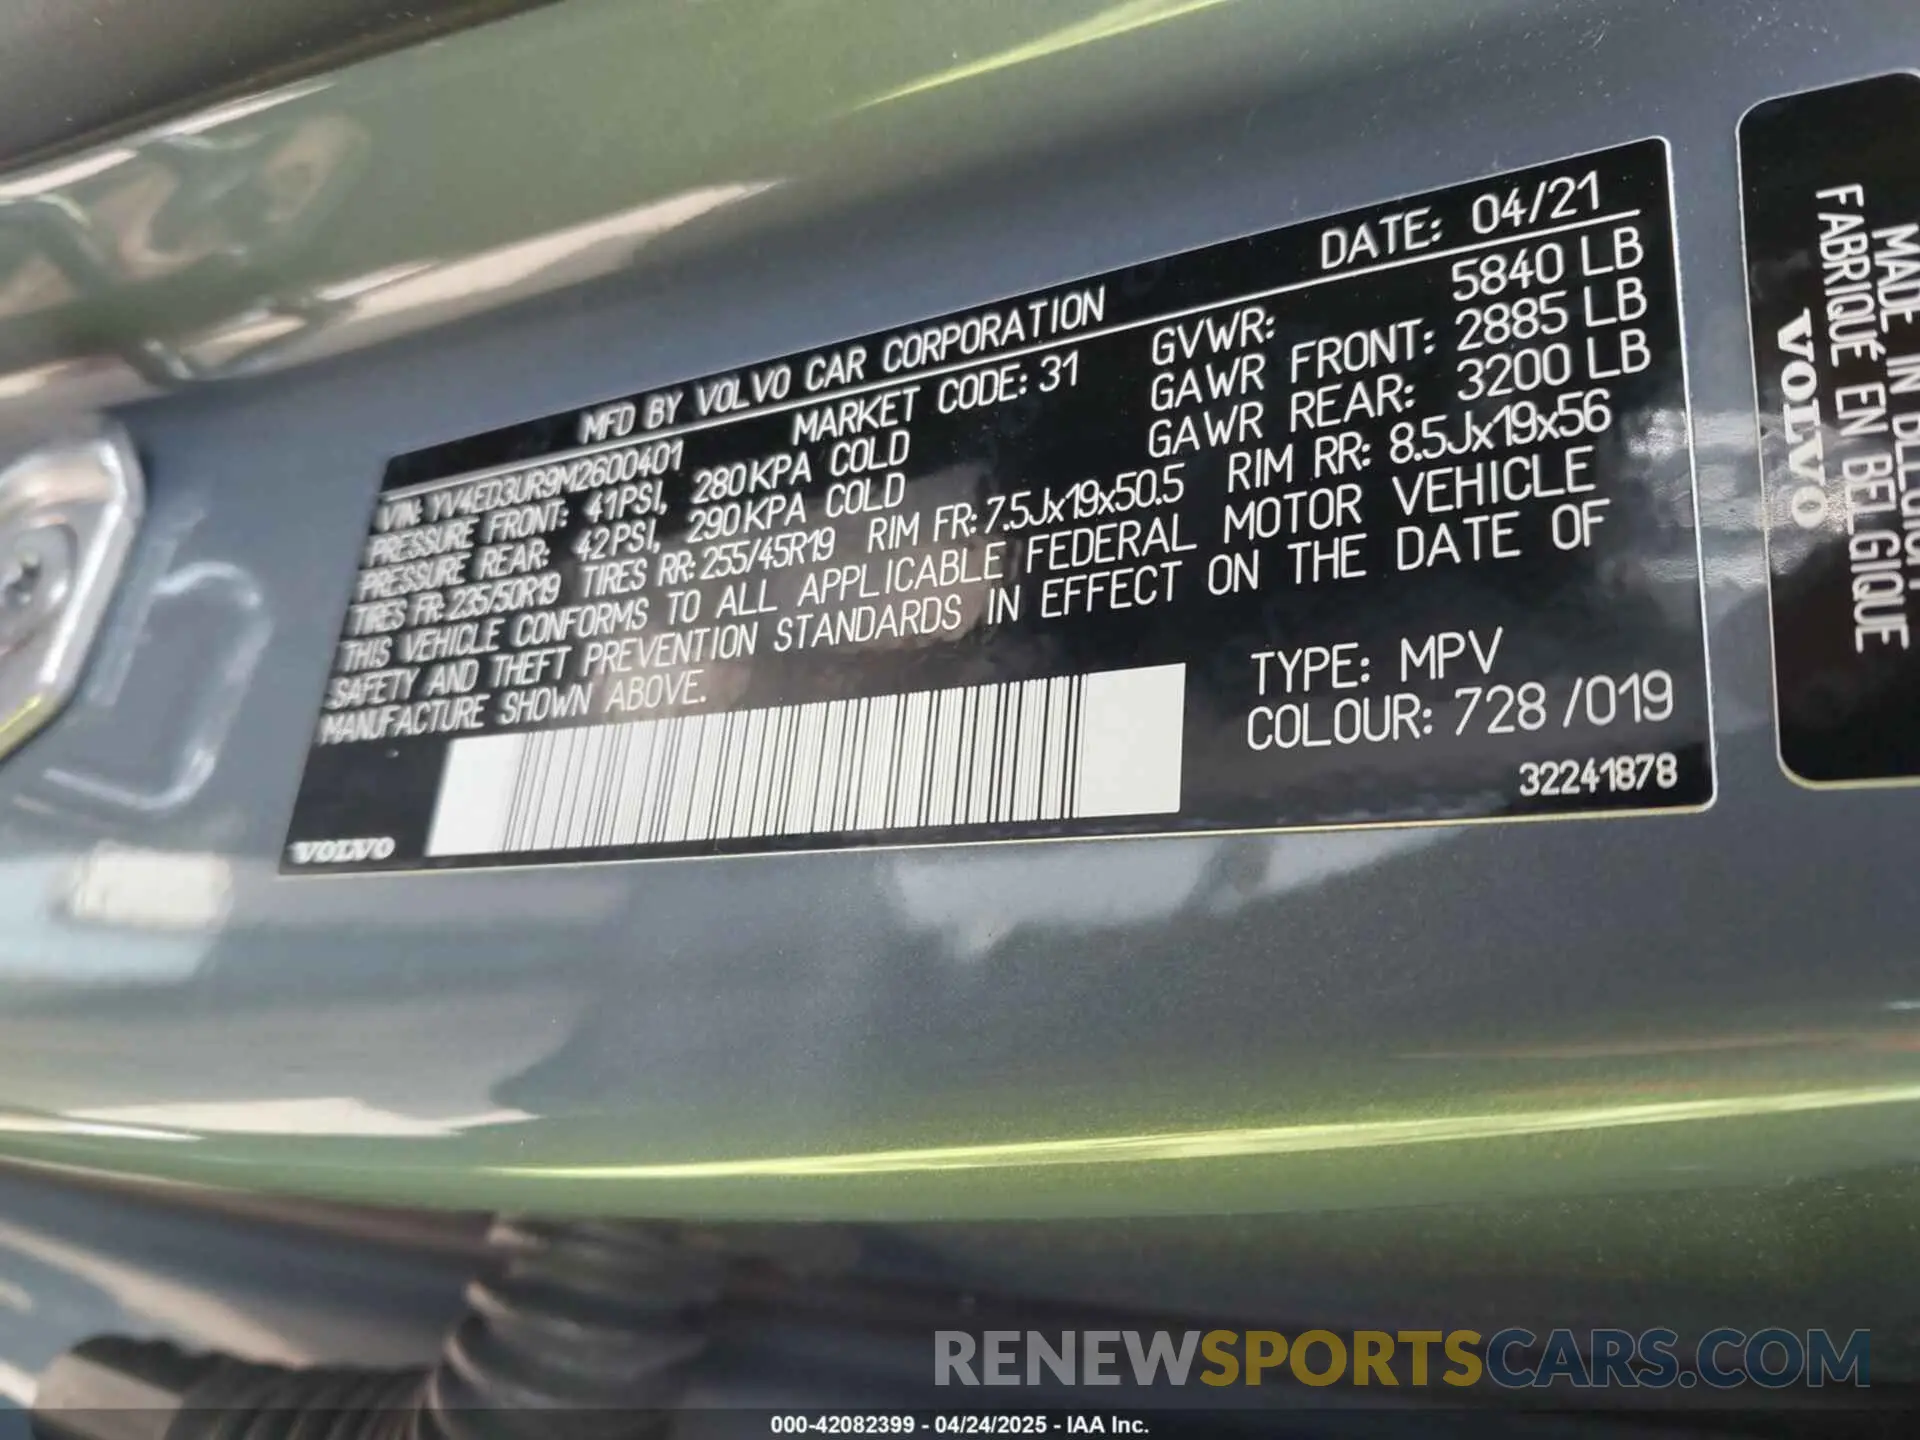 MFD BY VOLVO CAR CORPORATION DATE: 04/21
VIN: YV4ED3UR9M2600401 MARKET CODE: 31 GVWR: 5840 LB
PRESSURE FRONT: 41PSI, 280KPA COLD GAWR FRONT: 2885 LB
PRESSURE REAR: 42PSI, 290KPA COLD GAWR REAR: 3200 LB
TIRES FR: 235/50R19 TIRES RR: 255/45R19 RIM FR: 7.5Jx19x50.5 RIM RR: 8.5Jx19x56
THIS VEHICLE CONFORMS TO ALL APPLICABLE FEDERAL MOTOR VEHICLE
SAFETY AND THEFT PREVENTION STANDARDS IN EFFECT ON THE DATE OF
MANUFACTURE SHOWN ABOVE.
TYPE: MPV
COLOUR: 728 /019
32241878
VOLVO
MADE IN BELGIUM
FABRIQUÉ EN BELGIQUE
VOLVO
RENEWSPORTSCARS.COM
000-42082399 - 04/24/2025 - IAA Inc.